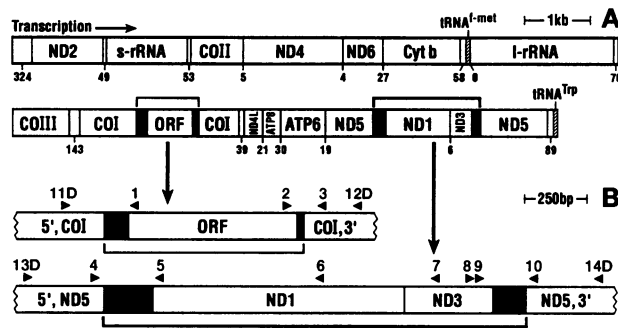 Transcription A
tRNA^f-met 1kb
ND2 s-rRNA COII ND4 ND6 Cyt b l-rRNA
324 49 53 5 4 27 58 0 70
tRNA^Trp
COIII COI ORF COI ND4L ATP8 ATP6 ND5 ND1 ND3 ND5
143 39 21 30 19 6 89
250bp B
11D 1 2 3 12D
5', COI ORF COI, 3'
13D 4 5 6 7 8 9 10 14D
5', ND5 ND1 ND3 ND5, 3'